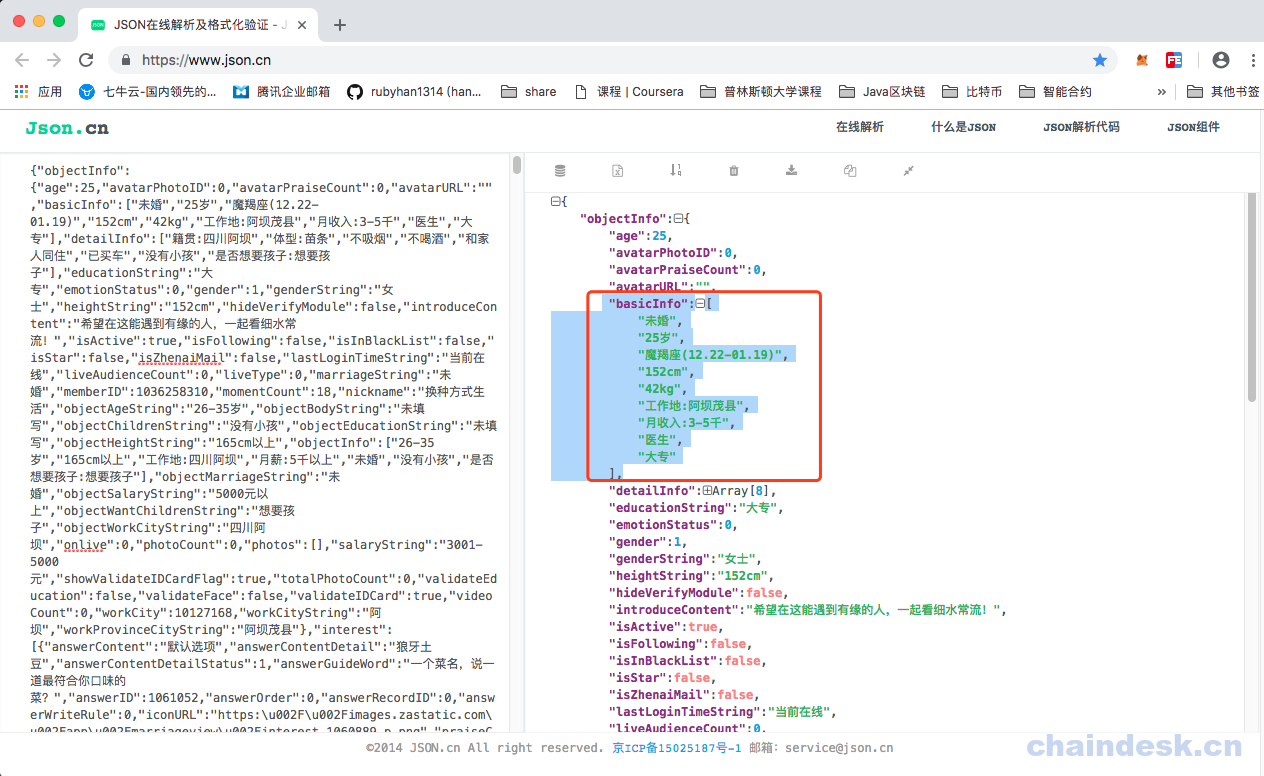 JSON在线解析及格式化验证 - J
https://www.json.cn
应用 七牛云-国内领先的... 腾讯企业邮箱 rubyhan1314 (han... share 课程 | Coursera 普林斯顿大学课程 Java区块链 比特币 智能合约 » 其他书签
Json.cn 在线解析 什么是JSON JSON解析代码 JSON组件
{"objectInfo":
{"age":25,"avatarPhotoID":0,"avatarPraiseCount":0,"avatarURL":""
,"basicInfo":["未婚","25岁","魔羯座(12.22-
01.19)","152cm","42kg","工作地:阿坝茂县","月收入:3-5千","医生","大
专"],"detailInfo":["籍贯:四川阿坝","体型:苗条","不吸烟","不喝酒","和家
人同住","已买车","没有小孩","是否想要孩子:想要孩
子"],"educationString":"大
专","emotionStatus":0,"gender":1,"genderString":"女
士","heightString":"152cm","hideVerifyModule":false,"introduceCon
tent":"希望在这能遇到有缘的人，一起看细水常
流！","isActive":true,"isFollowing":false,"isInBlackList":false,"
isStar":false,"isZhenaiMail":false,"lastLoginTimeString":"当前在
线","liveAudienceCount":0,"liveType":0,"marriageString":"未
婚","memberID":1036258310,"momentCount":18,"nickname":"换种方式生
活","objectAgeString":"26-35岁","objectBodyString":"未填
写","objectChildrenString":"没有小孩","objectEducationString":"未填
写","objectHeightString":"165cm以上","objectInfo":["26-35
岁","165cm以上","工作地:四川阿坝","月薪:5千以上","未婚","没有小孩","是否
想要孩子:想要孩子"],"objectMarriageString":"未
婚","objectSalaryString":"5000元以
上","objectWantChildrenString":"想要孩
子","objectWorkCityString":"四川阿
坝","onlive":0,"photoCount":0,"photos":[],"salaryString":"3001-
5000
元","showValidateIDCardFlag":true,"totalPhotoCount":0,"validateEd
ucation":false,"validateFace":false,"validateIDCard":true,"video
Count":0,"workCity":10127168,"workCityString":"阿
坝","workProvinceCityString":"阿坝茂县"},"interest":
[{"answerContent":"默认选项","answerContentDetail":"狼牙土
豆","answerContentDetailStatus":1,"answerGuideWord":"一个菜名，说一
道最符合你口味的
菜？","answerID":1061052,"answerOrder":0,"answerRecordID":0,"answ
erWriteRule":0,"iconURL":"https:\u002F\u002Fimages.zastatic.com\
u002Fapp\u002Fmarriageview\u002Finterest_1060889_p.png","praiseC
{
"objectInfo":{
"age":25,
"avatarPhotoID":0,
"avatarPraiseCount":0,
"avatarURL":"",
"basicInfo":[
"未婚",
"25岁",
"魔羯座(12.22-01.19)",
"152cm",
"42kg",
"工作地:阿坝茂县",
"月收入:3-5千",
"医生",
"大专"
],
"detailInfo":Array[8],
"educationString":"大专",
"emotionStatus":0,
"gender":1,
"genderString":"女士",
"heightString":"152cm",
"hideVerifyModule":false,
"introduceContent":"希望在这能遇到有缘的人，一起看细水常流！",
"isActive":true,
"isFollowing":false,
"isInBlackList":false,
"isStar":false,
"isZhenaiMail":false,
"lastLoginTimeString":"当前在线",
"liveAudienceCount":0,
©2014 JSON.cn All right reserved. 京ICP备15025187号-1 邮箱：service@json.cn
chaindesk.cn